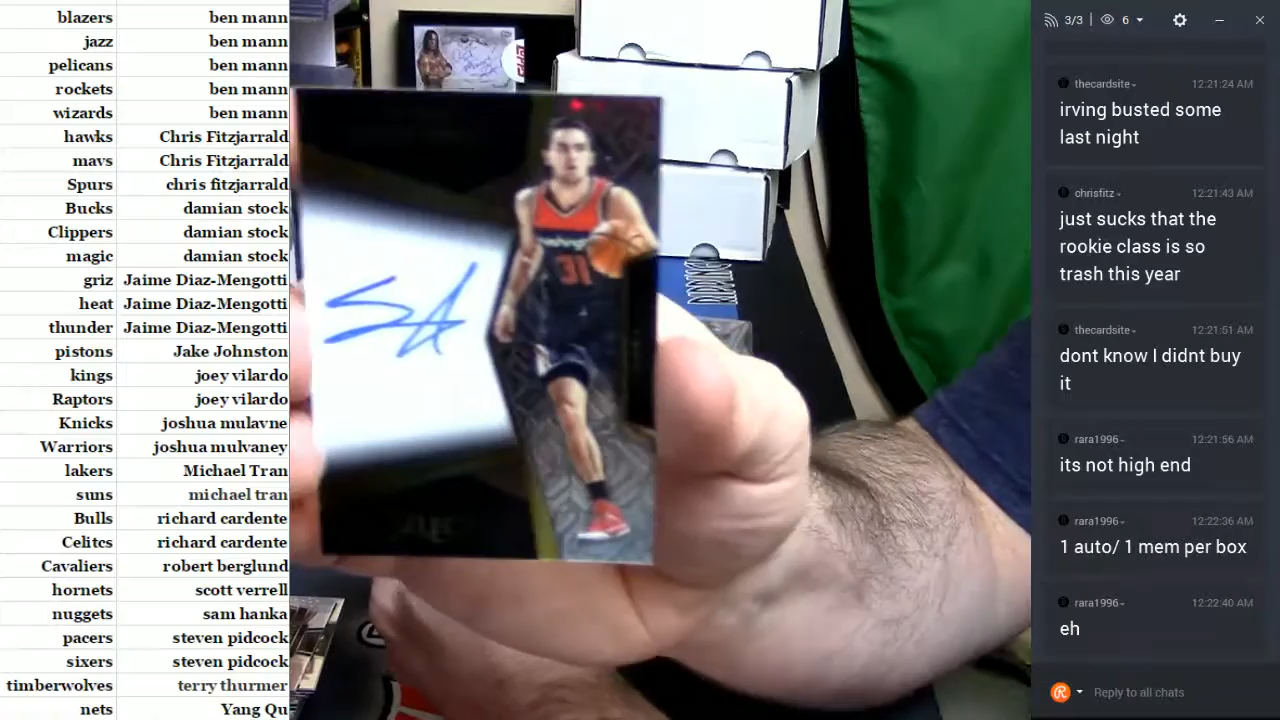 blazers ben mann
jazz ben mann
pelicans ben mann
rockets ben mann
wizards ben mann
hawks Chris Fitzjarrald
mavs Chris Fitzjarrald
Spurs chris fitzjarrald
Bucks damian stock
Clippers damian stock
magic damian stock
griz Jaime Diaz-Mengotti
heat Jaime Diaz-Mengotti
thunder Jaime Diaz-Mengotti
pistons Jake Johnston
kings joey vilardo
Raptors joey vilardo
Knicks joshua mulavne
Warriors joshua mulvaney
lakers Michael Tran
suns michael tran
Bulls richard cardente
Celitcs richard cardente
Cavaliers robert berglund
hornets scott verrell
nuggets sam hanka
pacers steven pidcock
sixers steven pidcock
timberwolves terry thurmer
nets Yang Qu
31
RIPPING
3/3 6
thecardsite 12:21:24 AM
irving busted some
last night
chrisfitz 12:21:43 AM
just sucks that the
rookie class is so
trash this year
thecardsite 12:21:51 AM
dont know I didnt buy
it
rara1996 12:21:56 AM
its not high end
rara1996 12:22:36 AM
1 auto/ 1 mem per box
rara1996 12:22:40 AM
eh
Reply to all chats